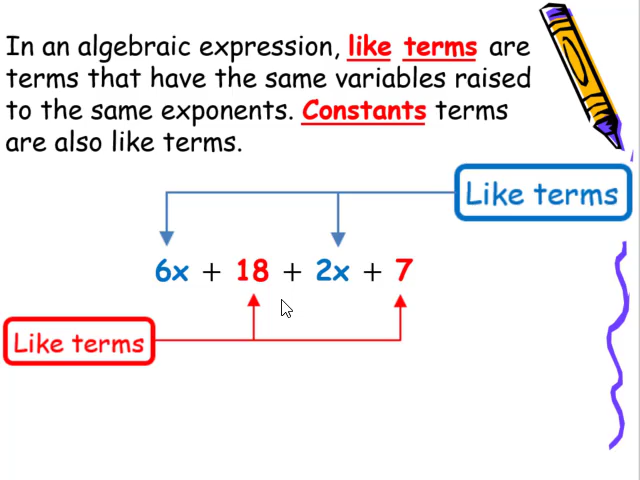 In an algebraic expression, like terms are
terms that have the same variables raised
to the same exponents. Constants terms
are also like terms.
Like terms
6x + 18 + 2x + 7
Like terms